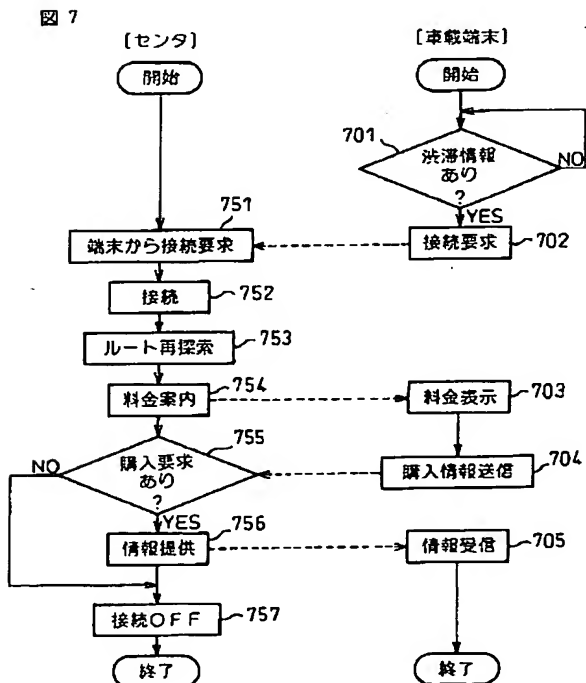 図 7
[センタ]
開始
751
端末から接続要求
752
接続
753
ルート再探索
754
料金案内
755
購入要求
あり
?
NO
YES
756
情報提供
757
接続OFF
終了
[車載端末]
開始
701
渋滞情報
あり
?
NO
YES
接続要求
702
703
料金表示
704
購入情報送信
705
情報受信
終了